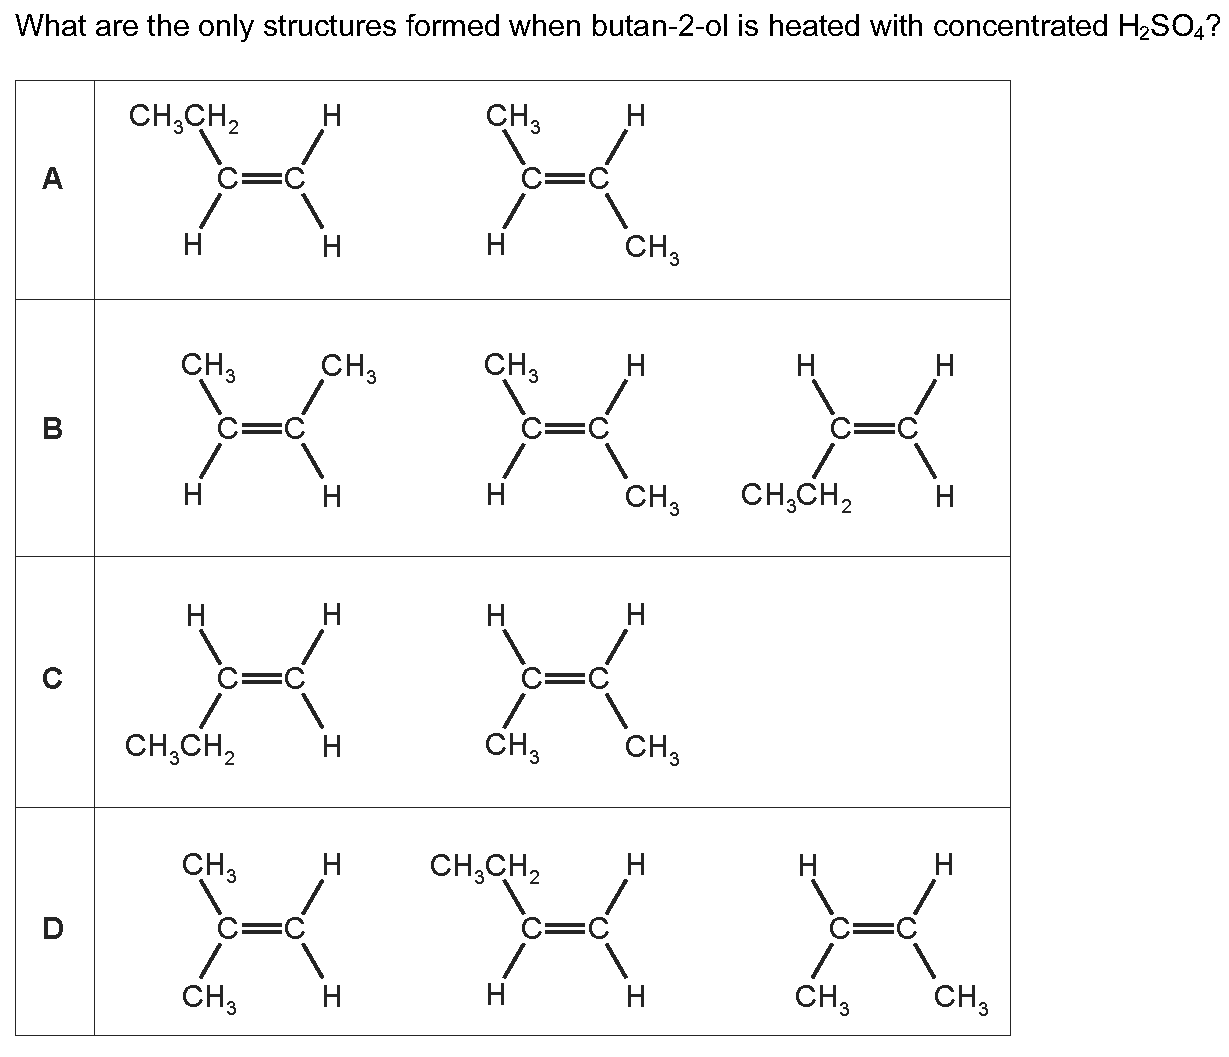 What are the only structures formed when butan-2-ol is heated with concentrated H₂SO₄?
A
CH₃CH₂ H CH₃ H
C=C C=C
H H H CH₃
B
CH₃ CH₃ CH₃ H H H
C=C C=C C=C
H H H CH₃ CH₃CH₂ H
C
H H H H
C=C C=C
CH₃CH₂ H CH₃ CH₃
D
CH₃ H CH₃CH₂ H H H
C=C C=C C=C
CH₃ H H H CH₃ CH₃